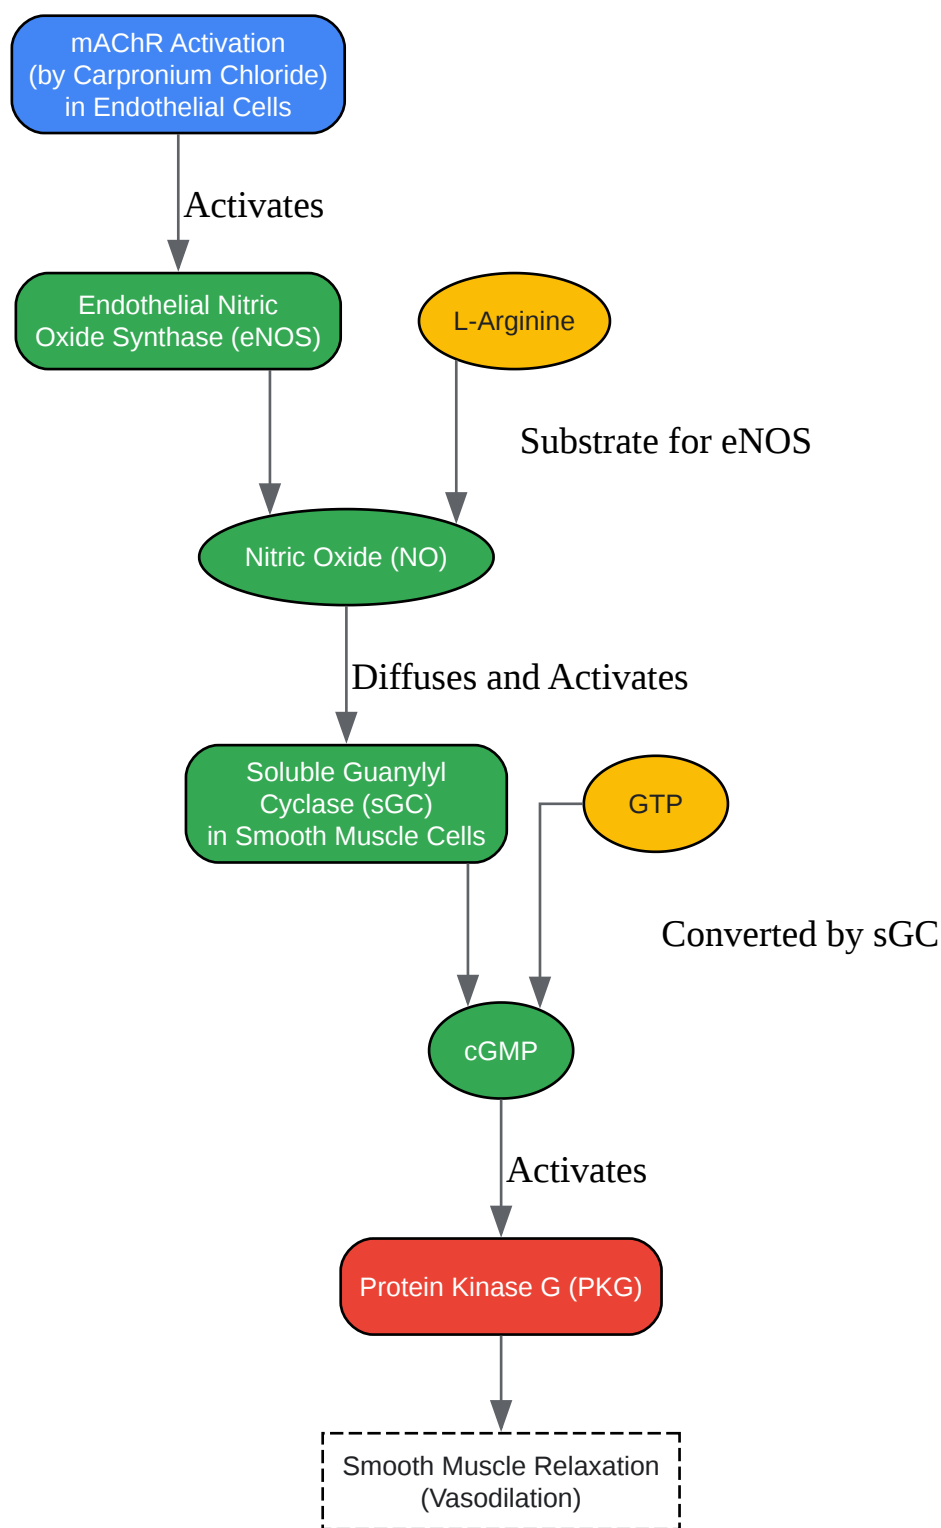 mAChR Activation
(by Carpronium Chloride)
in Endothelial Cells
Activates
Endothelial Nitric
Oxide Synthase (eNOS)
L-Arginine
Substrate for eNOS
Nitric Oxide (NO)
Diffuses and Activates
Soluble Guanylyl
Cyclase (sGC)
in Smooth Muscle Cells
GTP
Converted by sGC
cGMP
Activates
Protein Kinase G (PKG)
Smooth Muscle Relaxation
(Vasodilation)